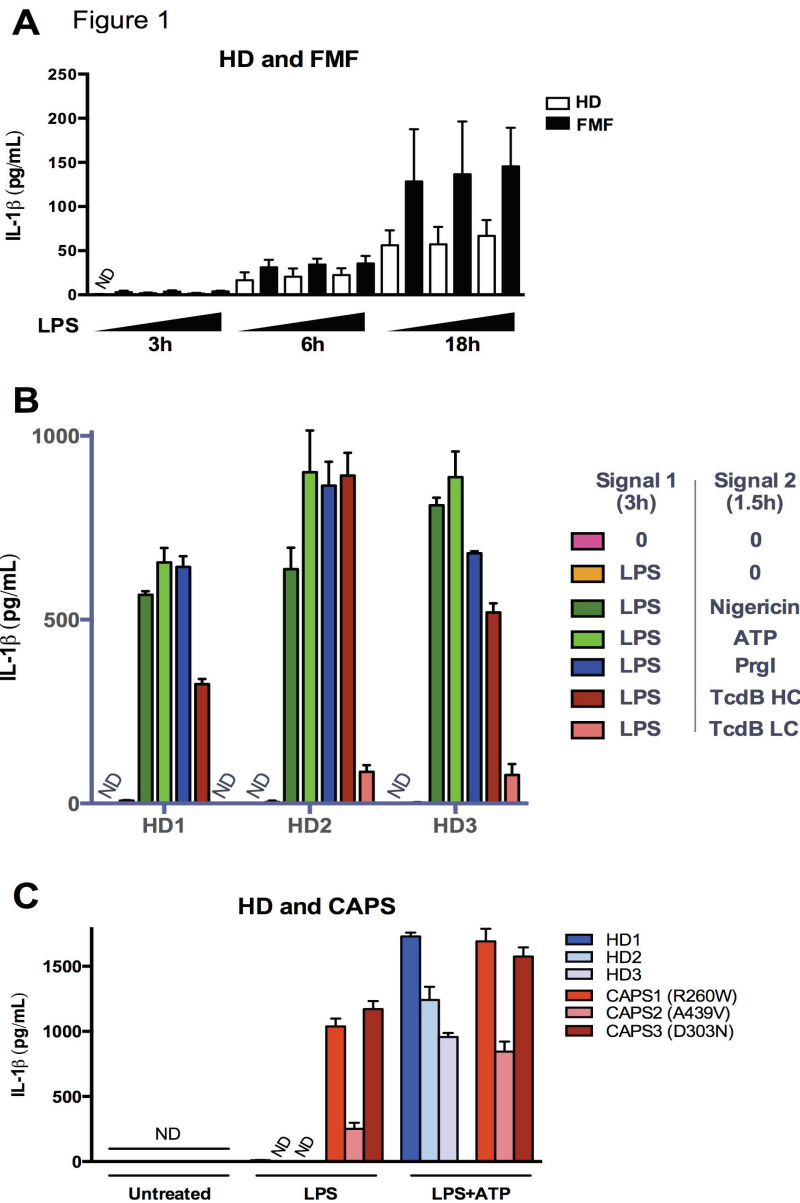 A Figure 1
HD and FMF
IL-1β (pg/mL)
250
200
150
100
50
0
ND
HD
FMF
LPS
3h 6h 18h
B
IL-1β (pg/mL)
1000
500
0
ND ND ND ND
HD1 HD2 HD3
Signal 1 Signal 2
(3h) (1.5h)
0 0
LPS 0
LPS Nigericin
LPS ATP
LPS PrgI
LPS TcdB HC
LPS TcdB LC
C
HD and CAPS
IL-1β (pg/mL)
1500
1000
500
0
ND
ND ND
Untreated LPS LPS+ATP
HD1
HD2
HD3
CAPS1 (R260W)
CAPS2 (A439V)
CAPS3 (D303N)